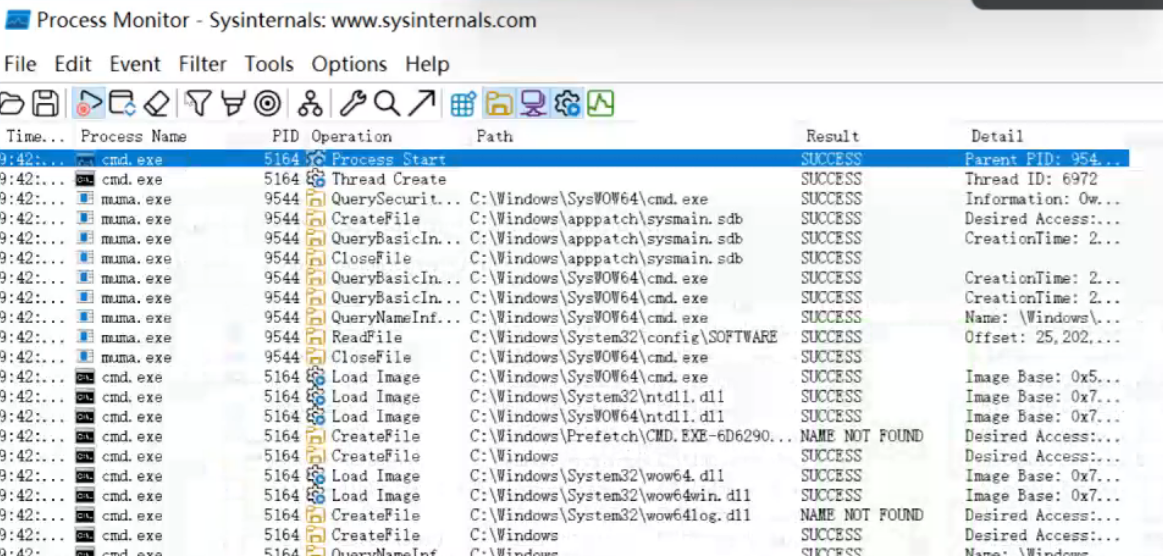 Process Monitor - Sysinternals: www.sysinternals.com
File Edit Event Filter Tools Options Help
Time... Process Name PID Operation Path Result Detail
9:42:... cmd.exe 5164 Process Start SUCCESS Parent PID: 954...
9:42:... cmd.exe 5164 Thread Create SUCCESS Thread ID: 6972
9:42:... muma.exe 9544 QuerySecurit... C:\Windows\SysWOW64\cmd.exe SUCCESS Information: Ow...
9:42:... muma.exe 9544 CreateFile C:\Windows\apppatch\sysmain.sdb SUCCESS Desired Access:...
9:42:... muma.exe 9544 QueryBasicIn... C:\Windows\apppatch\sysmain.sdb SUCCESS CreationTime: 2...
9:42:... muma.exe 9544 CloseFile C:\Windows\apppatch\sysmain.sdb SUCCESS
9:42:... muma.exe 9544 QueryBasicIn... C:\Windows\SysWOW64\cmd.exe SUCCESS CreationTime: 2...
9:42:... muma.exe 9544 QueryBasicIn... C:\Windows\SysWOW64\cmd.exe SUCCESS CreationTime: 2...
9:42:... muma.exe 9544 QueryNameInf... C:\Windows\SysWOW64\cmd.exe SUCCESS Name: \Windows\...
9:42:... muma.exe 9544 ReadFile C:\Windows\System32\config\SOFTWARE SUCCESS Offset: 25,202,...
9:42:... muma.exe 9544 CloseFile C:\Windows\SysWOW64\cmd.exe SUCCESS
9:42:... cmd.exe 5164 Load Image C:\Windows\SysWOW64\cmd.exe SUCCESS Image Base: 0x5...
9:42:... cmd.exe 5164 Load Image C:\Windows\System32\ntdll.dll SUCCESS Image Base: 0x7...
9:42:... cmd.exe 5164 Load Image C:\Windows\SysWOW64\ntdll.dll SUCCESS Image Base: 0x7...
9:42:... cmd.exe 5164 CreateFile C:\Windows\Prefetch\CMD.EXE-6D6290... NAME NOT FOUND Desired Access:...
9:42:... cmd.exe 5164 CreateFile C:\Windows SUCCESS Desired Access:...
9:42:... cmd.exe 5164 Load Image C:\Windows\System32\wow64.dll SUCCESS Image Base: 0x7...
9:42:... cmd.exe 5164 Load Image C:\Windows\System32\wow64win.dll SUCCESS Image Base: 0x7...
9:42:... cmd.exe 5164 CreateFile C:\Windows\System32\wow64log.dll NAME NOT FOUND Desired Access:...
9:42:... cmd.exe 5164 CreateFile C:\Windows SUCCESS Desired Access:...
9:42:... cmd.exe 5164 QueryNameInf... C:\Windows SUCCESS Name: \Windows